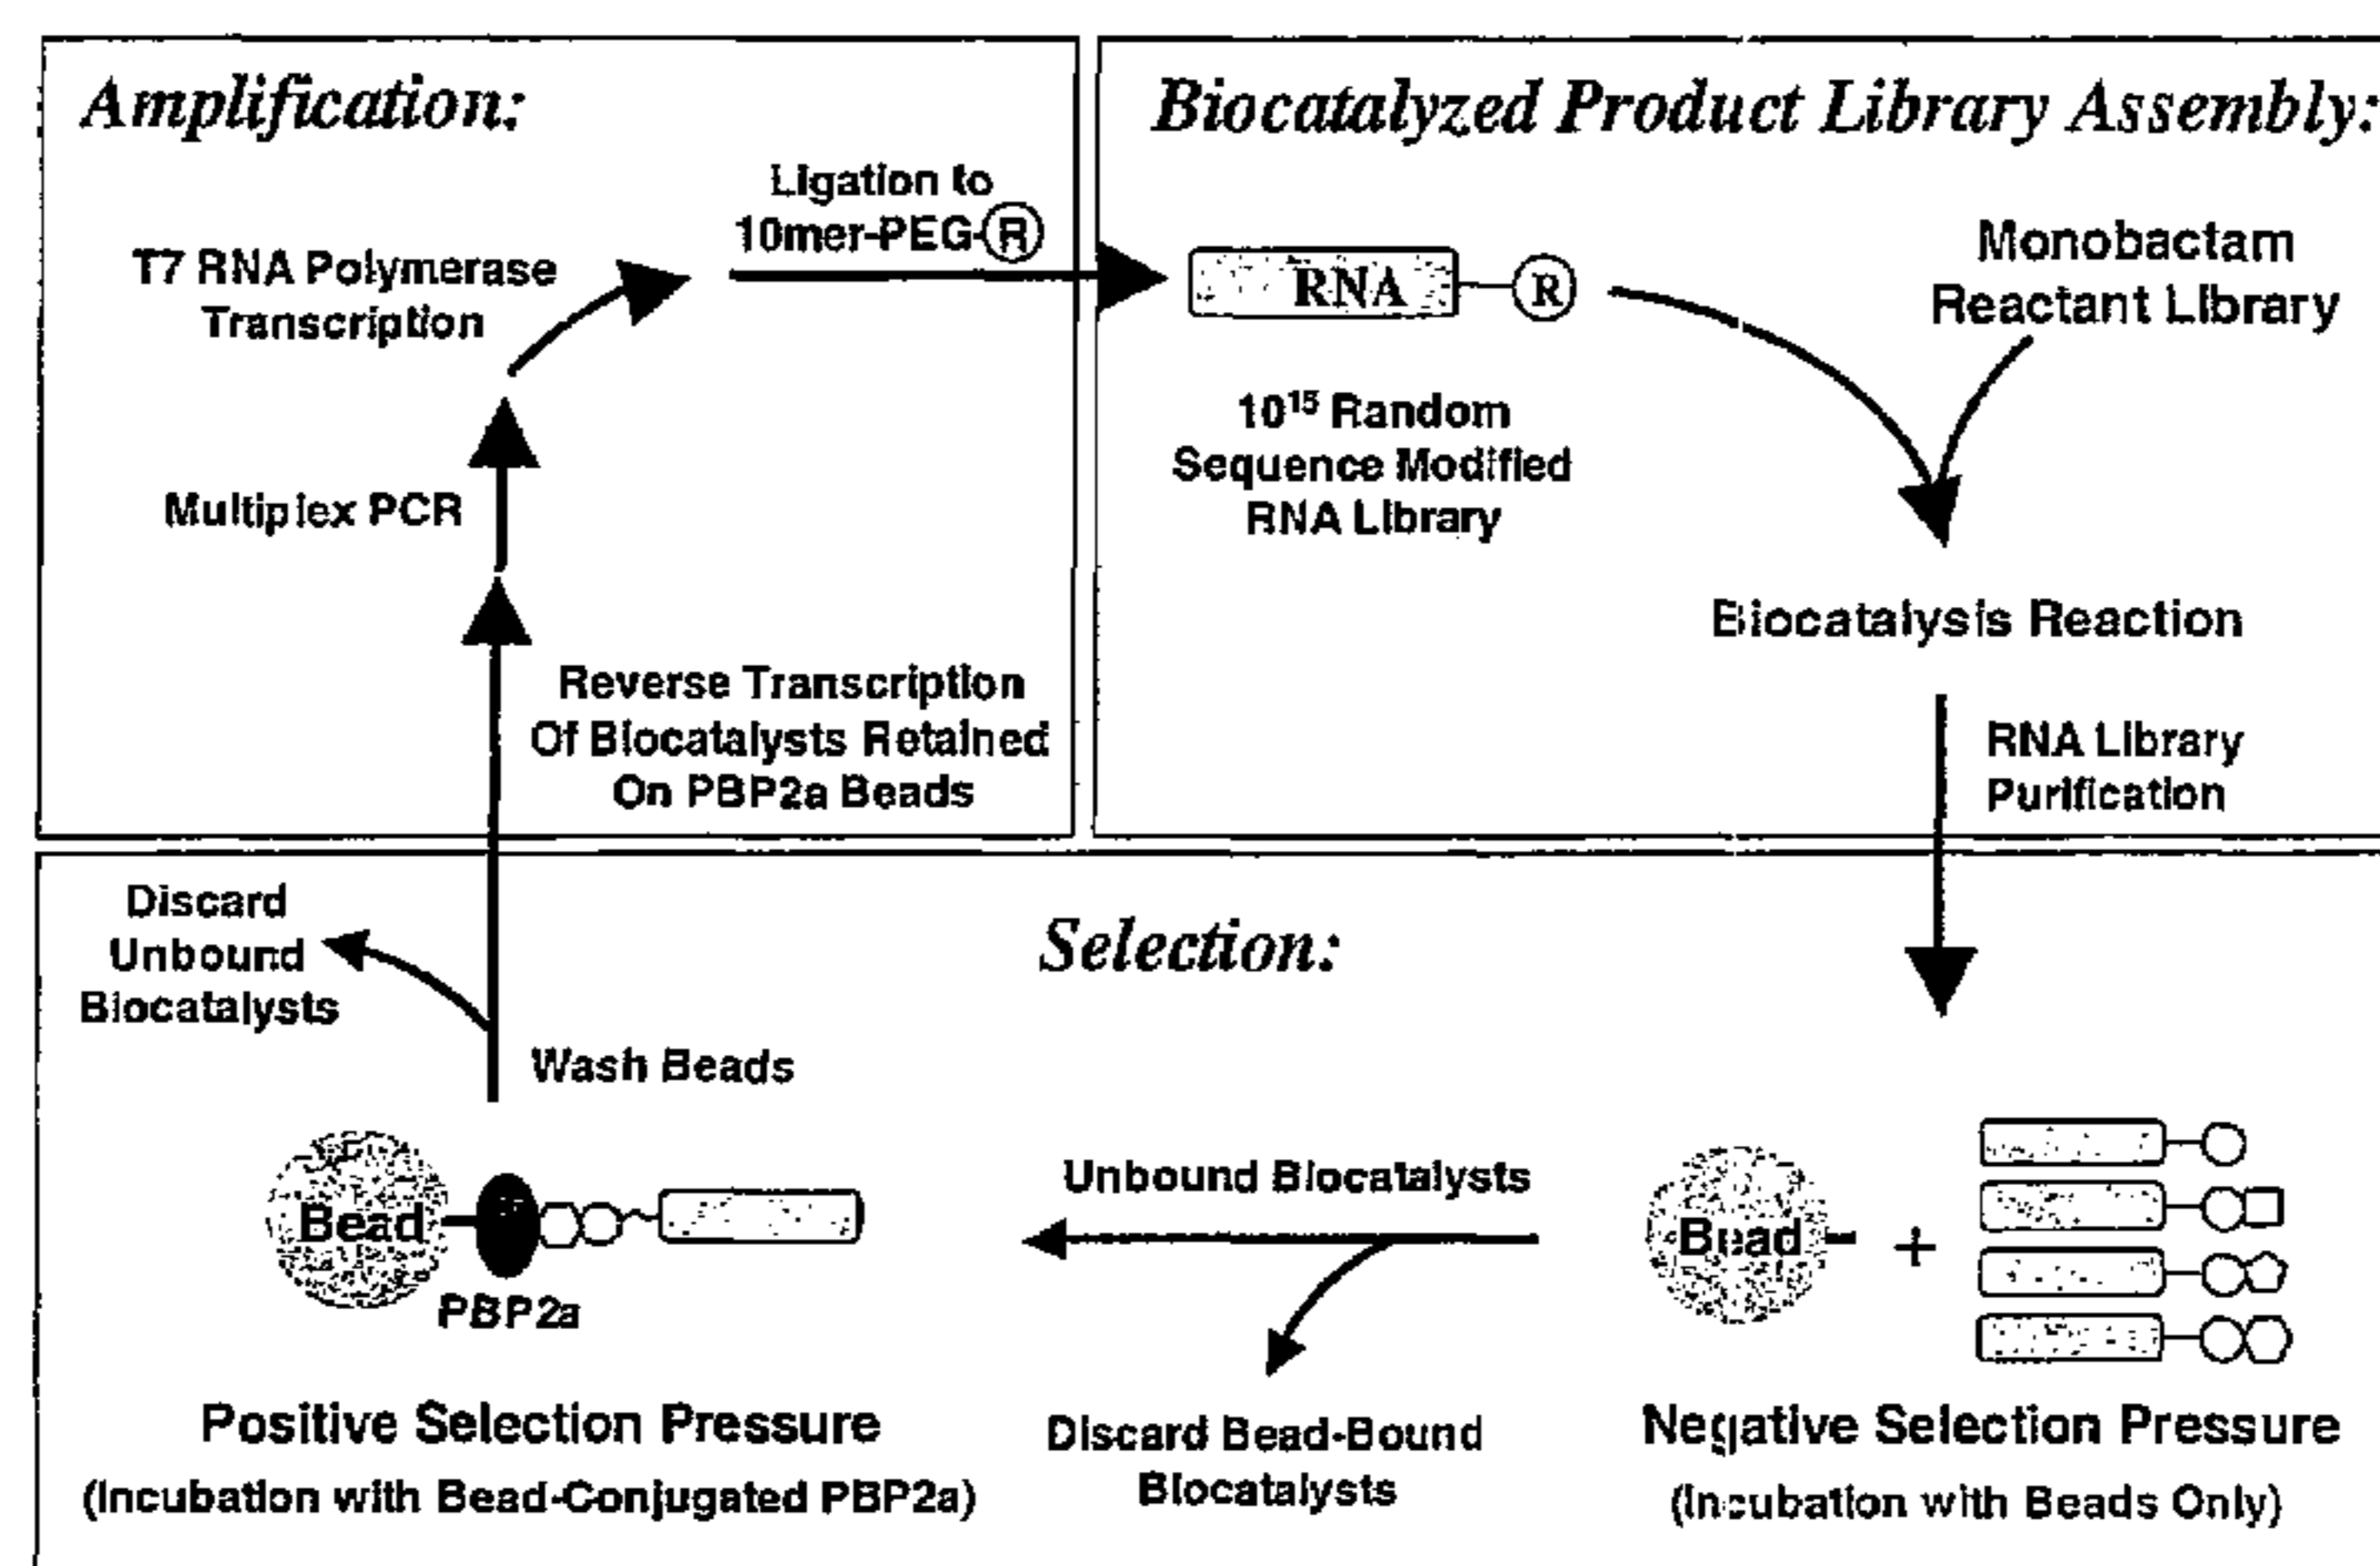 Amplification:
Ligation to
10mer-PEG-R
T7 RNA Polymerase
Transcription
Multiplex PCR
Reverse Transcription
Of Biocatalysts Retained
On PBP2a Beads
Biocatalyzed Product Library Assembly:
RNA R
Monobactam
Reactant Library
10¹⁵ Random
Sequence Modified
RNA Library
Biocatalysis Reaction
RNA Library
Purification
Selection:
Discard
Unbound
Biocatalysts
Wash Beads
Bead
PBP2a
Unbound Biocatalysts
Bead +
Positive Selection Pressure
(Incubation with Bead-Conjugated PBP2a)
Discard Bead-Bound
Biocatalysts
Negative Selection Pressure
(Incubation with Beads Only)